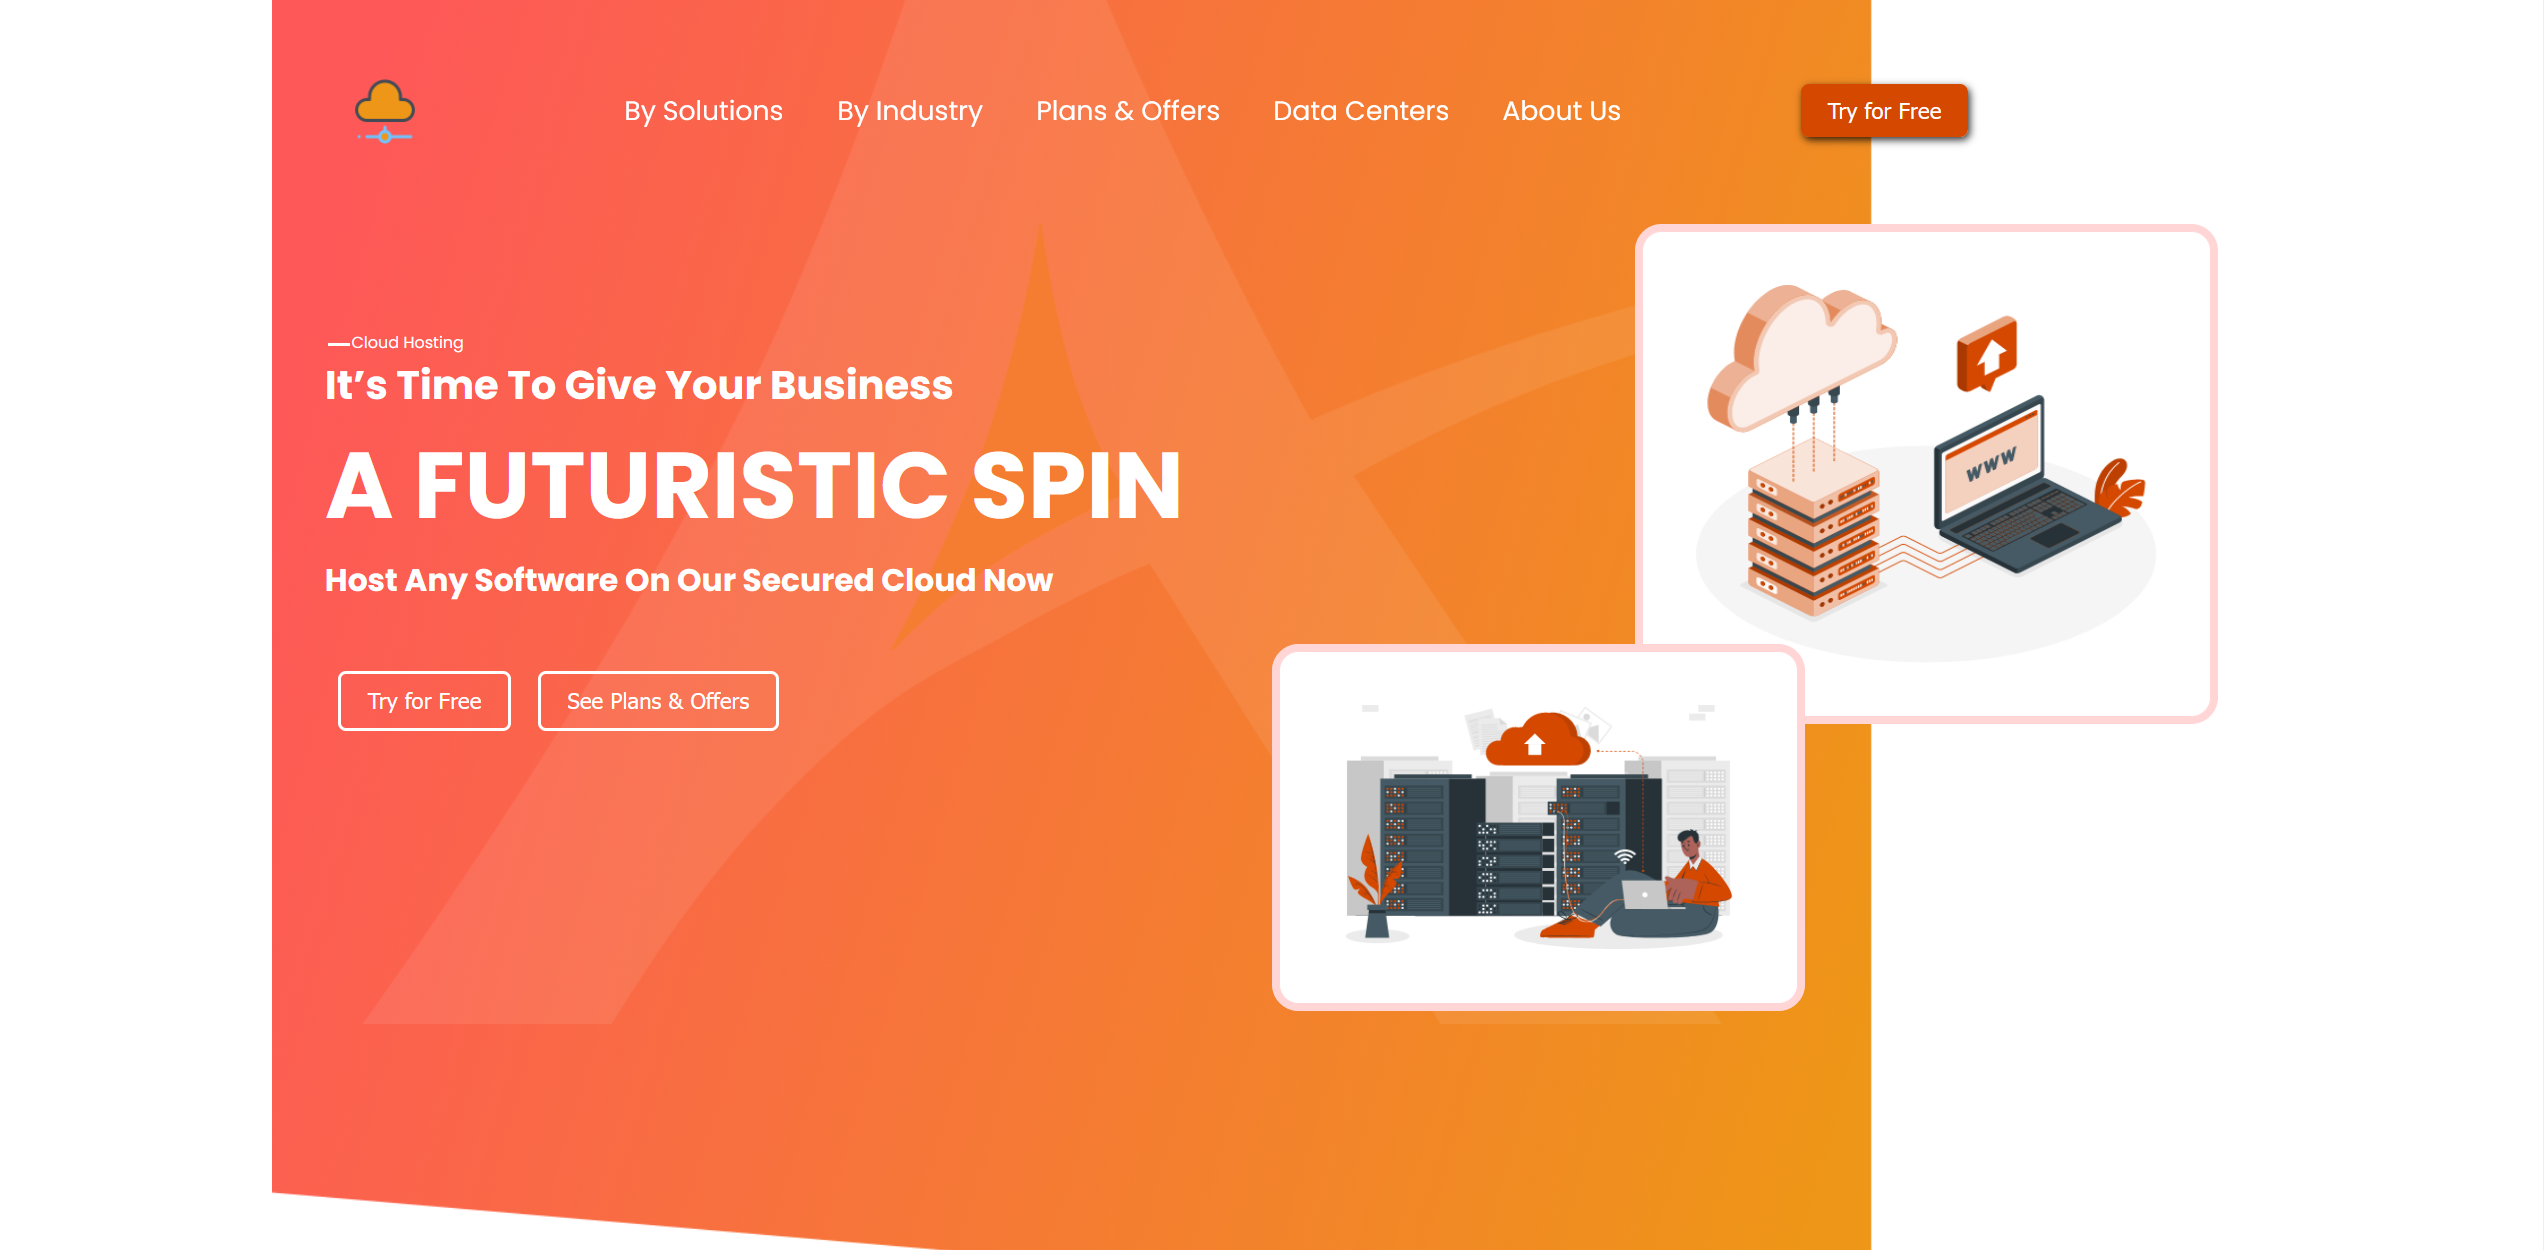 By Solutions By Industry Plans & Offers Data Centers About Us Try for Free
Cloud Hosting
It’s Time To Give Your Business
A FUTURISTIC SPIN
Host Any Software On Our Secured Cloud Now
Try for Free See Plans & Offers
WWW